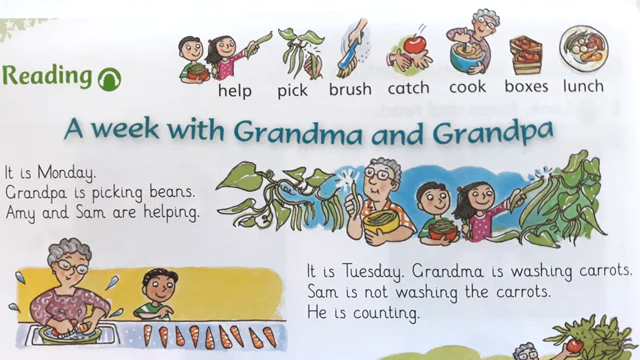 Reading
help pick brush catch cook boxes lunch
A week with Grandma and Grandpa
It is Monday.
Grandpa is picking beans.
Amy and Sam are helping.
It is Tuesday. Grandma is washing carrots.
Sam is not washing the carrots.
He is counting.